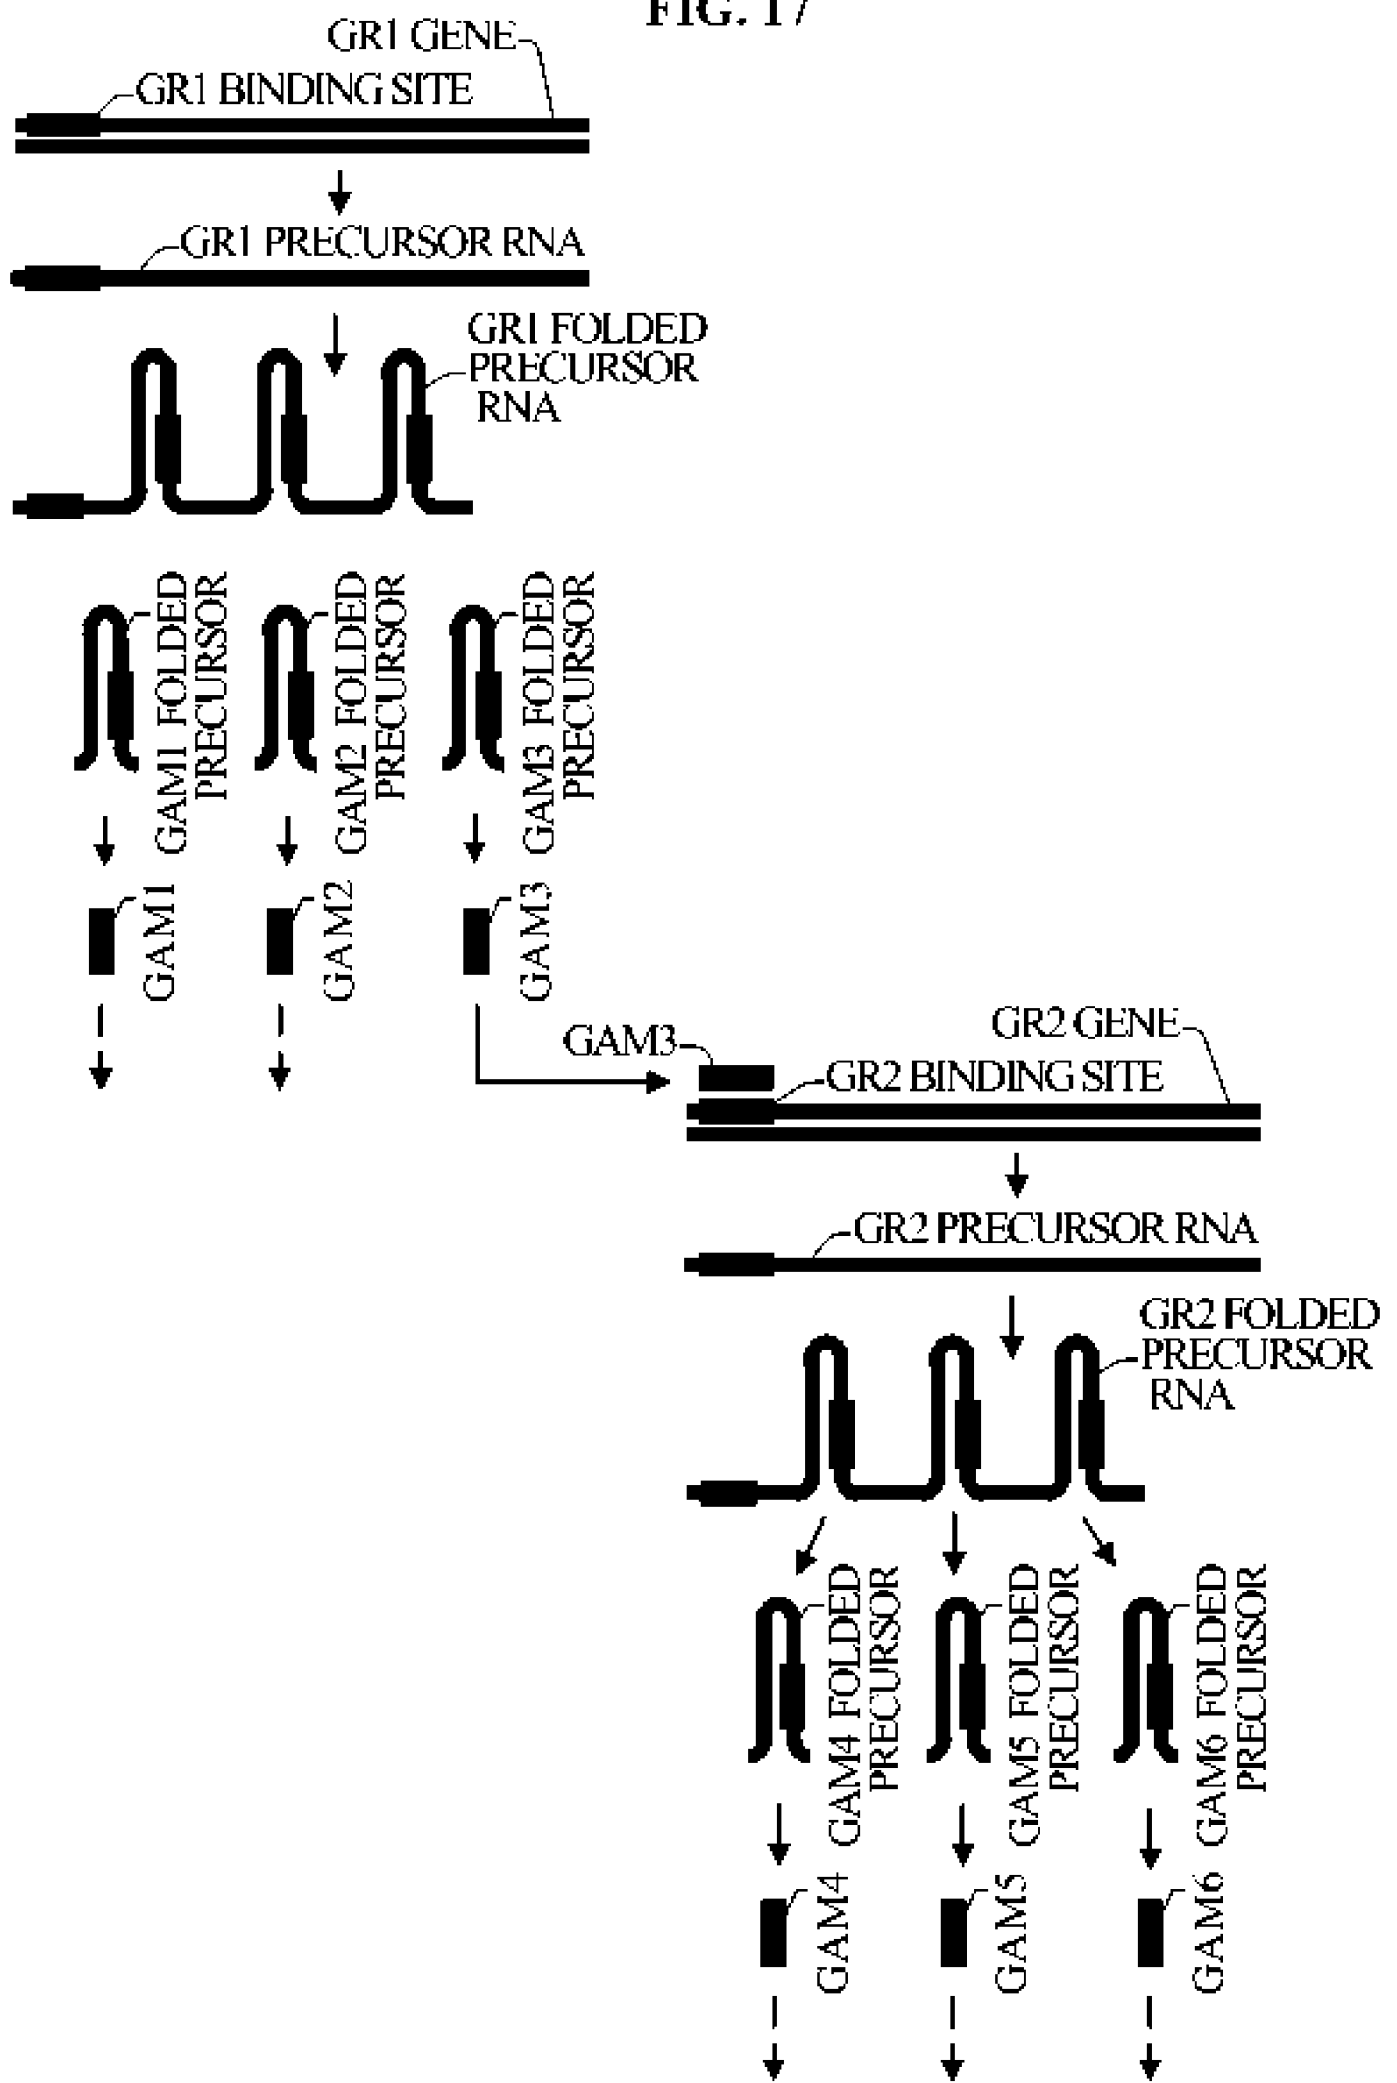 FIG. 17
GR1 GENE
GR1 BINDING SITE
GR1 PRECURSOR RNA
GR1 FOLDED
PRECURSOR
RNA
GAM1 FOLDED
PRECURSOR
GAM2 FOLDED
PRECURSOR
GAM3 FOLDED
PRECURSOR
GAM1
GAM2
GAM3
GR2 GENE
GAM3
GR2 BINDING SITE
GR2 PRECURSOR RNA
GR2 FOLDED
PRECURSOR
RNA
GAM4 FOLDED
PRECURSOR
GAM5 FOLDED
PRECURSOR
GAM6 FOLDED
PRECURSOR
GAM4
GAM5
GAM6